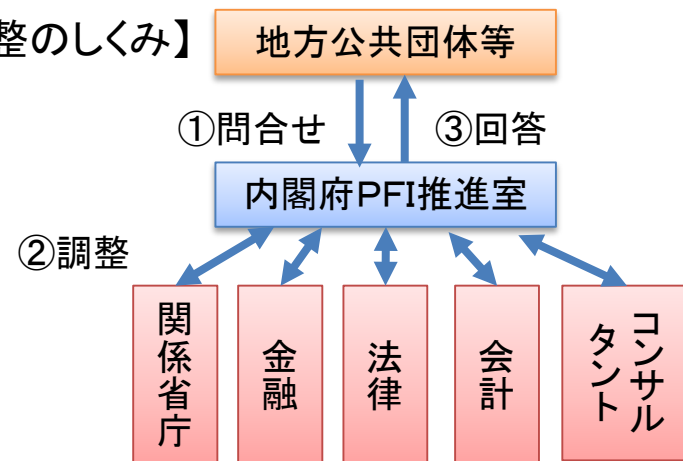 整のしくみ】
地方公共団体等
①問合せ
③回答
内閣府PFI推進室
②調整
関係省庁
金融
法律
会計
コンサル
タント